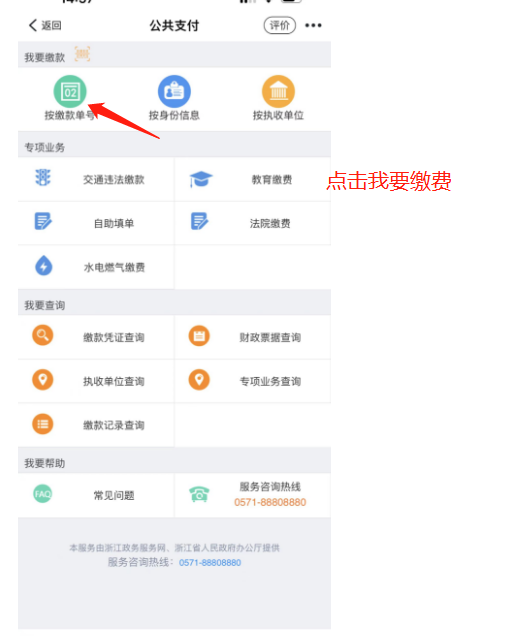 返回
公共支付
评价
我要缴款
02
按缴款单号
按身份信息
按执收单位
专项业务
交通违法缴款
教育缴费
点击我要缴费
自助填单
法院缴费
水电燃气缴费
我要查询
缴款凭证查询
财政票据查询
执收单位查询
专项业务查询
缴款记录查询
我要帮助
FAQ
常见问题
服务咨询热线
0571-88808880
本服务由浙江政务服务网、浙江省人民政府办公厅提供
服务咨询热线：0571-88808880